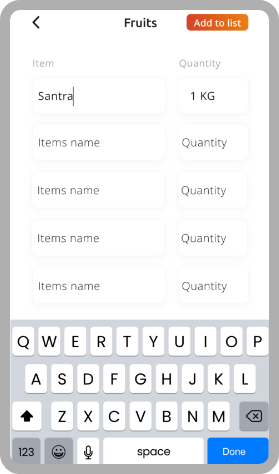 Fruits Add to list
Item Quantity
Santra 1 KG
Items name Quantity
Items name Quantity
Items name Quantity
Items name Quantity
Q W E R T Y U I O P
A S D F G H J K L
Z X C V B N M
123 space Done